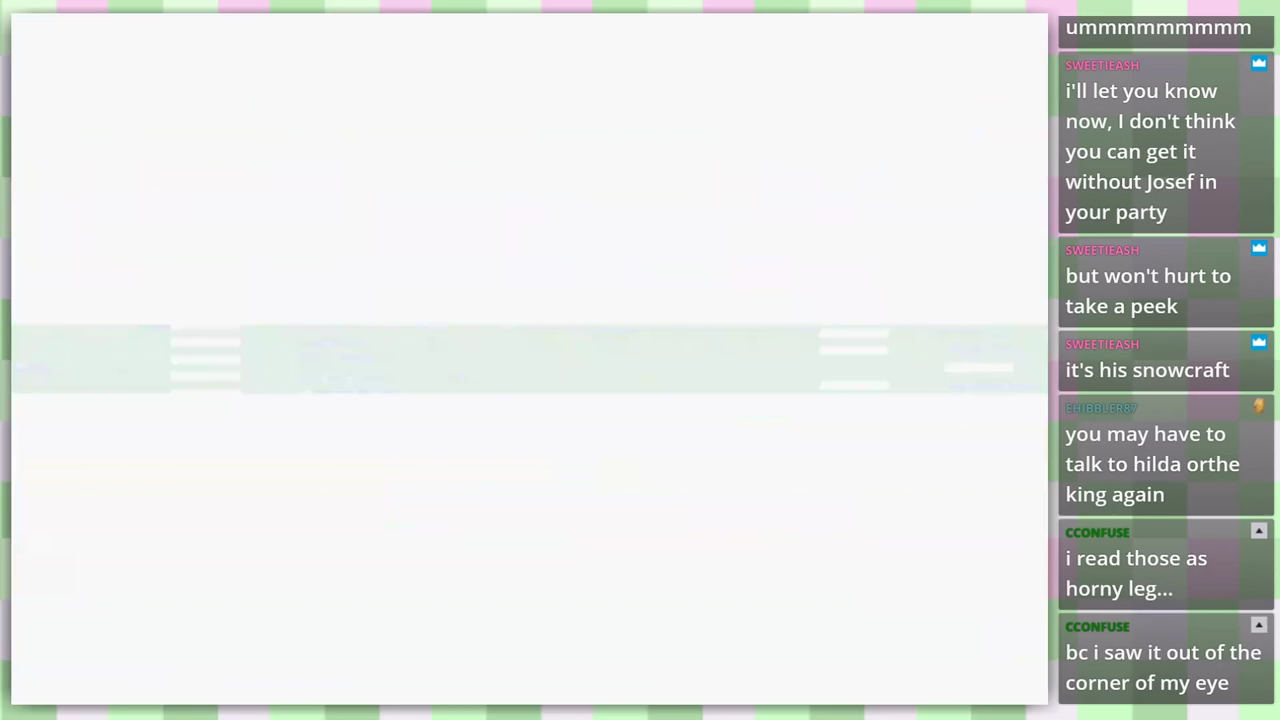 ummmmmmmmm
SWEETIEASH
i'll let you know
now, I don't think
you can get it
without Josef in
your party
SWEETIEASH
but won't hurt to
take a peek
SWEETIEASH
it's his snowcraft
EHIBBLER87
you may have to
talk to hilda orthe
king again
CCONFUSE
i read those as
horny leg...
CCONFUSE
bc i saw it out of the
corner of my eye